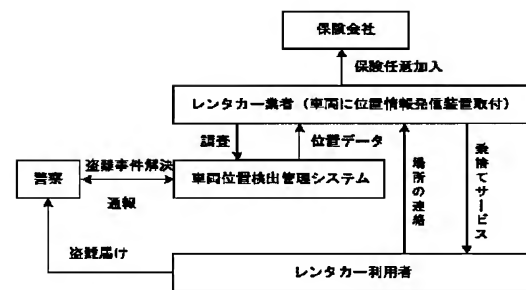 保険会社
保険任意加入
レンタカー業者（車両に位置情報発信装置取付）
調査
位置データ
盗難事件解決
警察
車両位置検出管理システム
通報
場所の連絡
乗捨てサービス
盗難届け
レンタカー利用者